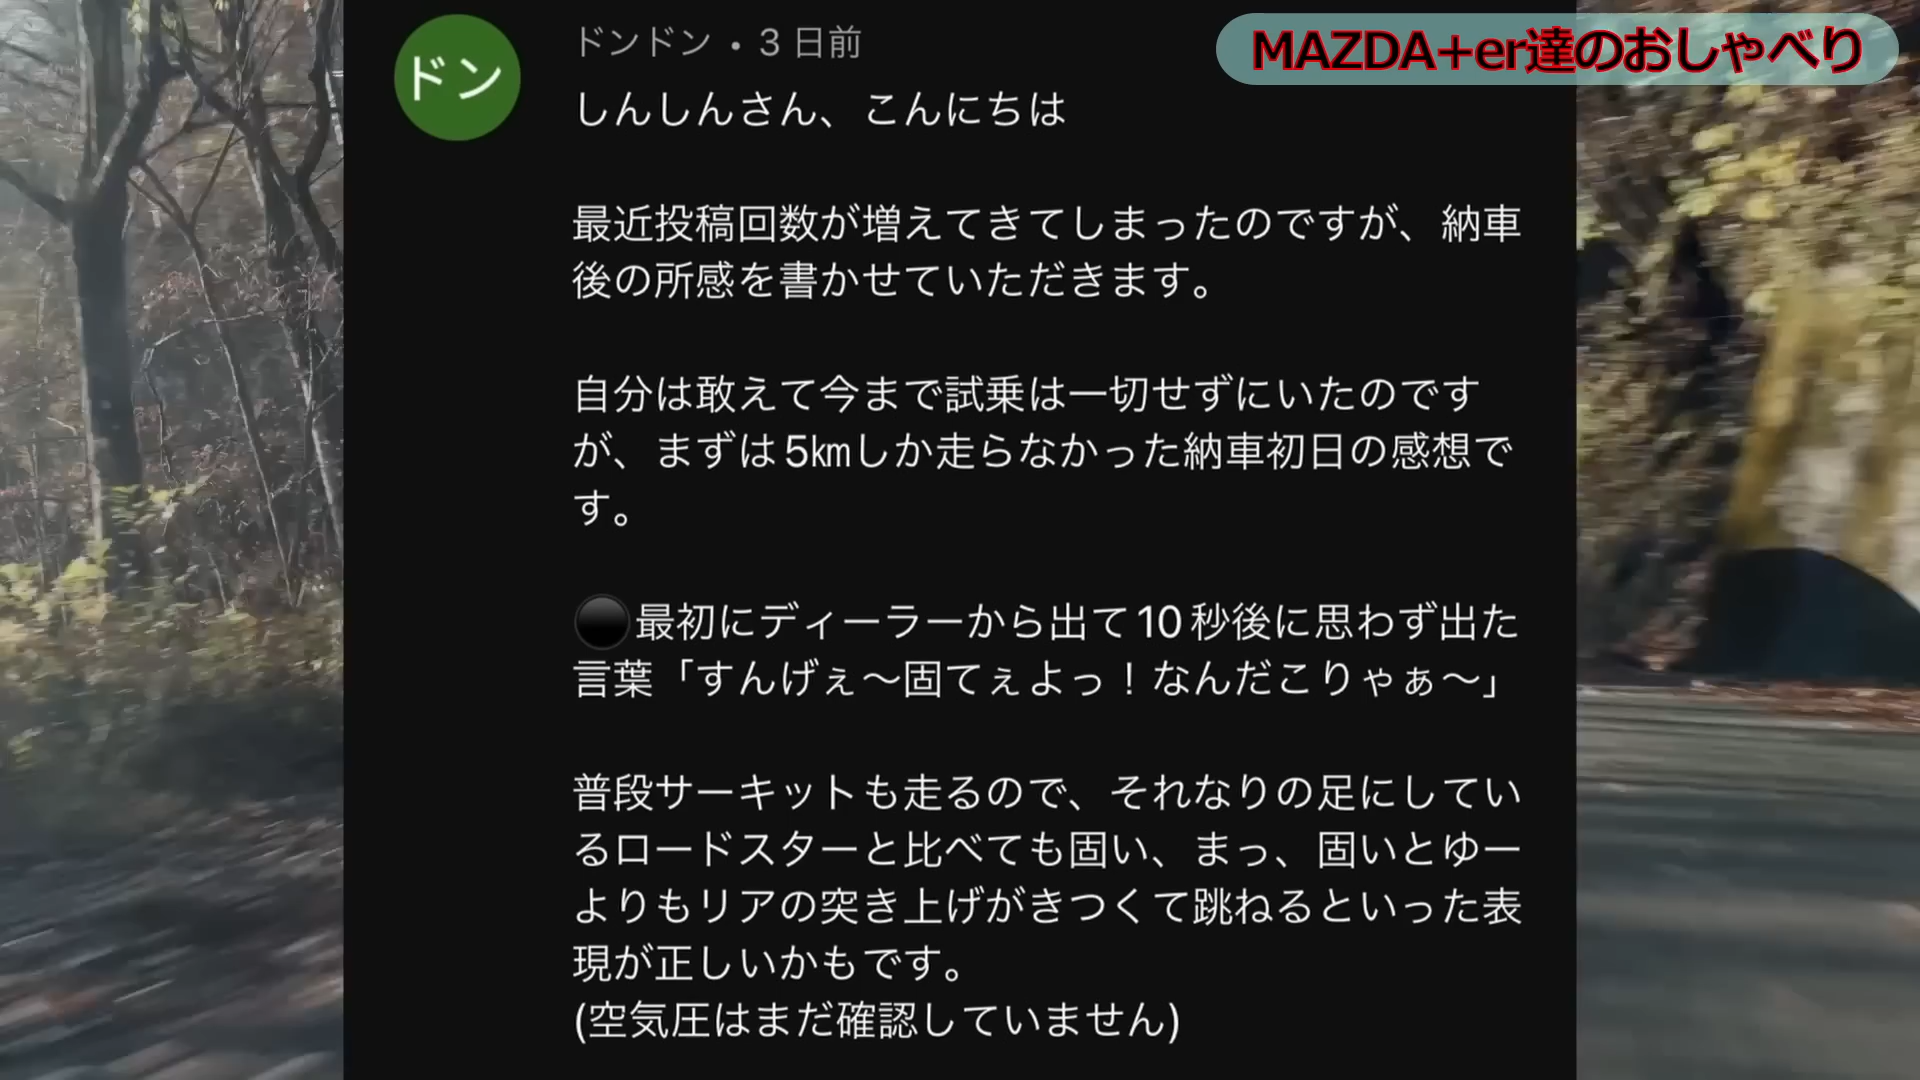 MAZDA+er達のおしゃべり
ドン
ドンドン • 3 日前
しんしんさん、こんにちは
最近投稿回数が増えてきてしまったのですが、納車
後の所感を書かせていただきます。
自分は敢えて今まで試乗は一切せずにいたのです
が、まずは5㎞しか走らなかった納車初日の感想で
す。
⚫最初にディーラーから出て10秒後に思わず出た
言葉「すんげぇ〜固てぇよっ！なんだこりゃぁ〜」
普段サーキットも走るので、それなりの足にしてい
るロードスターと比べても固い、まっ、固いとゆー
よりもリアの突き上げがきつくて跳ねるといった表
現が正しいかもです。
(空気圧はまだ確認していません)